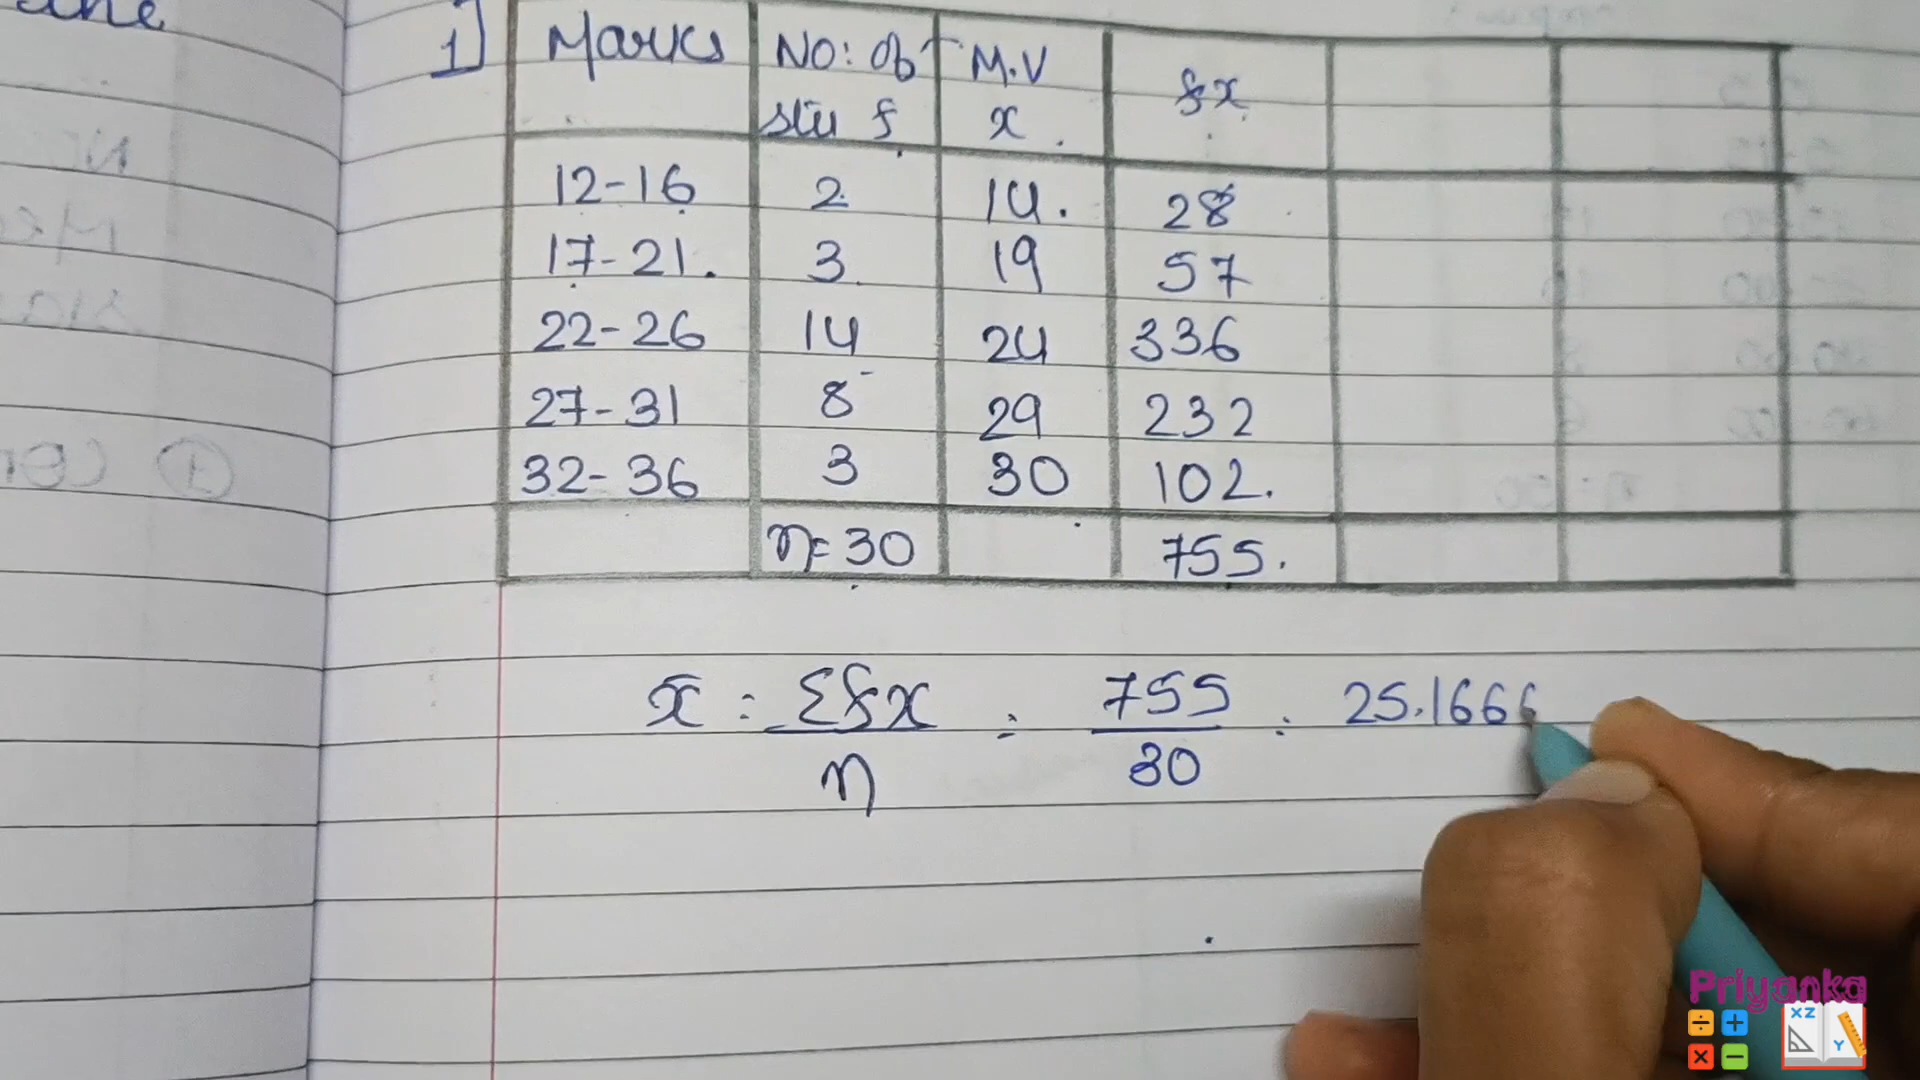 1] Marks No: of stu f M.V x fx
12-16 2 14. 28
17-21. 3 19 57
22-26 14 24 336
27-31 8 29 232
32-36 3 30 102.
n= 30 755.
x̄ = Σfx / n = 755 / 30 = 25.1666
Priyanka
XZ
Y